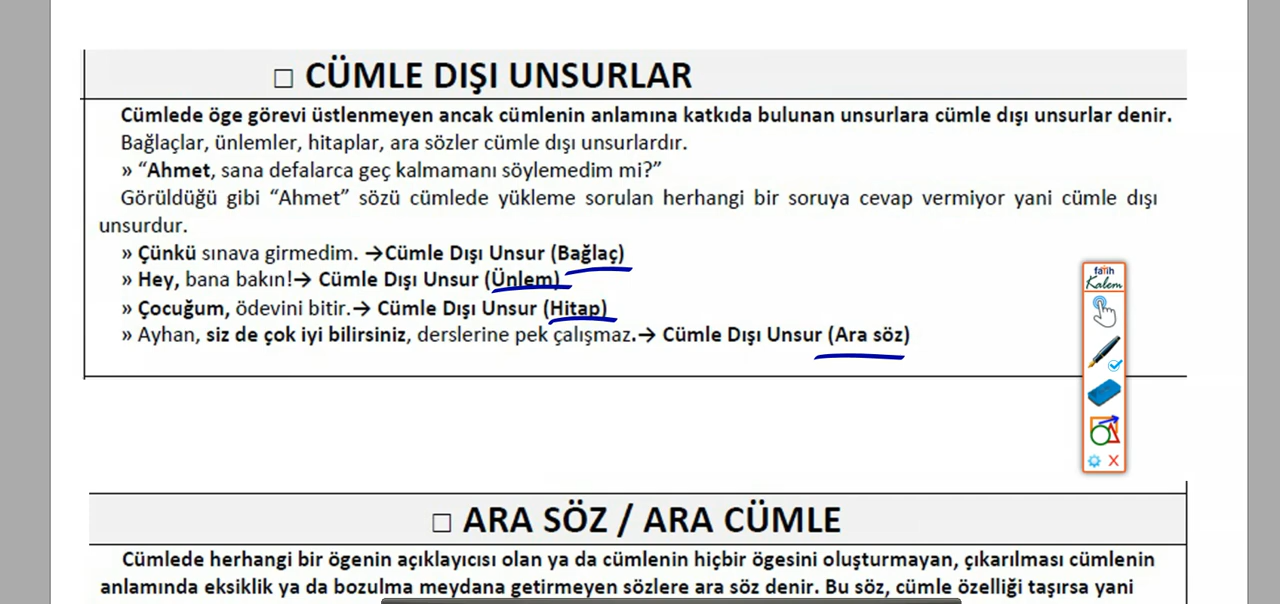 □ CÜMLE DIŞI UNSURLAR
Cümlede öge görevi üstlenmeyen ancak cümlenin anlamına katkıda bulunan unsurlara cümle dışı unsurlar denir.
Bağlaçlar, ünlemler, hitaplar, ara sözler cümle dışı unsurlardır.
» “Ahmet, sana defalarca geç kalmamanı söylemedim mi?”
Görüldüğü gibi “Ahmet” sözü cümlede yükleme sorulan herhangi bir soruya cevap vermiyor yani cümle dışı
unsurdur.
» Çünkü sınava girmedim. →Cümle Dışı Unsur (Bağlaç)
» Hey, bana bakın!→ Cümle Dışı Unsur (Ünlem)
» Çocuğum, ödevini bitir.→ Cümle Dışı Unsur (Hitap)
» Ayhan, siz de çok iyi bilirsiniz, derslerine pek çalışmaz.→ Cümle Dışı Unsur (Ara söz)
fatih
Kalem
□ ARA SÖZ / ARA CÜMLE
Cümlede herhangi bir ögenin açıklayıcısı olan ya da cümlenin hiçbir ögesini oluşturmayan, çıkarılması cümlenin
anlamında eksiklik ya da bozulma meydana getirmeyen sözlere ara söz denir. Bu söz, cümle özelliği taşırsa yani